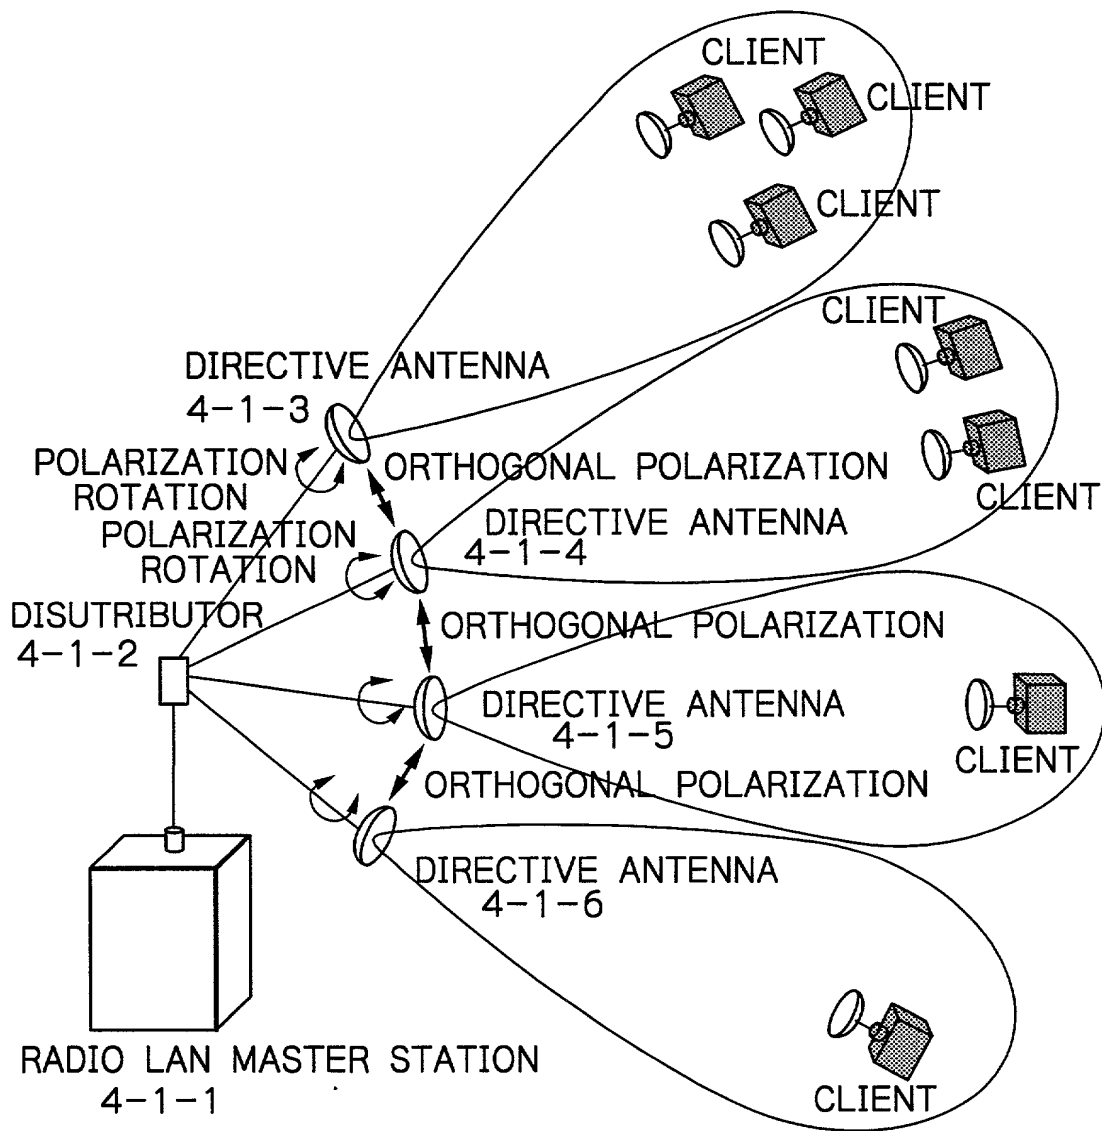 CLIENT
CLIENT
CLIENT
CLIENT
DIRECTIVE ANTENNA
4-1-3
POLARIZATION
ROTATION
ORTHOGONAL POLARIZATION
CLIENT
POLARIZATION
ROTATION
DIRECTIVE ANTENNA
4-1-4
DISUTRIBUTOR
4-1-2
ORTHOGONAL POLARIZATION
DIRECTIVE ANTENNA
4-1-5
CLIENT
ORTHOGONAL POLARIZATION
DIRECTIVE ANTENNA
4-1-6
RADIO LAN MASTER STATION
4-1-1
CLIENT